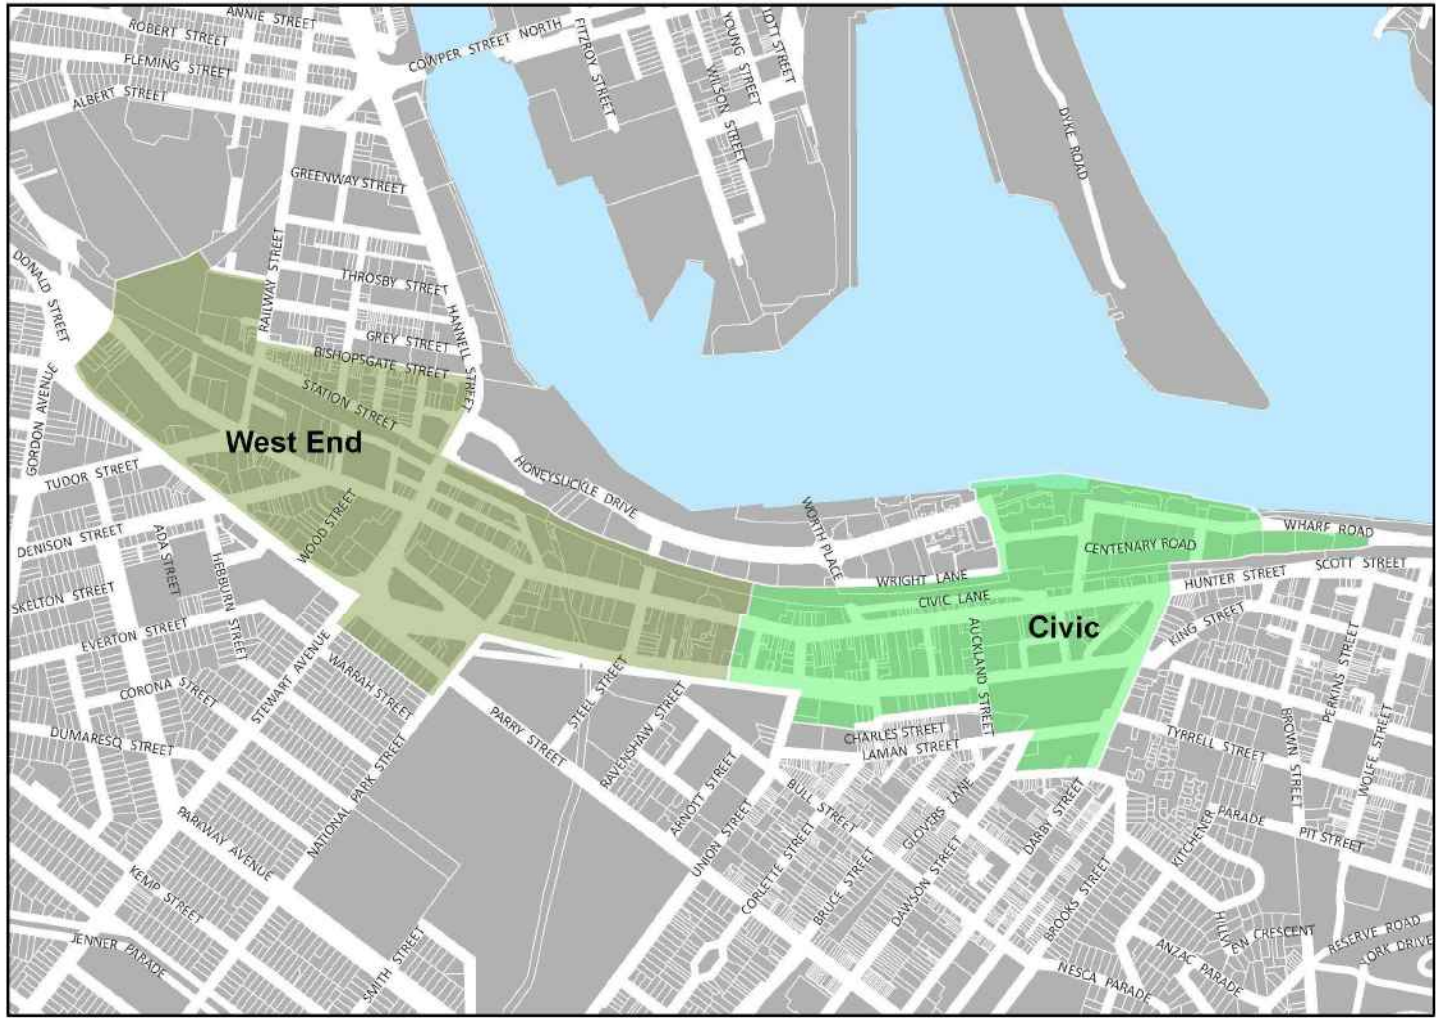 ANNIE STREET
ROBERT STREET
FLEMING STREET
ALBERT STREET
COWPER STREET NORTH
FITZROY STREET
YOUNG STREET
WILSON STREET
STREET
DYKE ROAD
GREENWAY STREET
DONALD STREET
RAILWAY STREET
THROSBY STREET
HANNELL STREET
GREY STREET
BISHOPSGATE STREET
STATION STREET
GORDON AVENUE
West End
TUDOR STREET
HONEYSUCKLE DRIVE
WORTH PLACE
WHARF ROAD
CENTENARY ROAD
DENISON STREET
ADA STREET
HEBBURN STREET
WOOD STREET
WRIGHT LANE
CIVIC LANE
HUNTER STREET
SCOTT STREET
SKELTON STREET
EVERTON STREET
Civic
AUCKLAND STREET
KING STREET
PERKINS STREET
CORONA STREET
STEWART AVENUE
WARRAH STREET
STEEL STREET
RAVENSHAW STREET
PARRY STREET
CHARLES STREET
LAMAN STREET
TYRRELL STREET
BROWN STREET
WOLFE STREET
DUMARESQ STREET
NATIONAL PARK STREET
ARNOTT STREET
UNION STREET
BULL STREET
GLOVERS LANE
DARBY STREET
KITCHENER PARADE
PIT STREET
PARKWAY AVENUE
KEMP STREET
CORLETTE STREET
BRUCE STREET
DAWSON STREET
BROOKS STREET
JENNER PARADE
SMITH STREET
NESCA PARADE
ANZAC PARADE
CRESCENT
RESERVE ROAD
YORK DRIVE